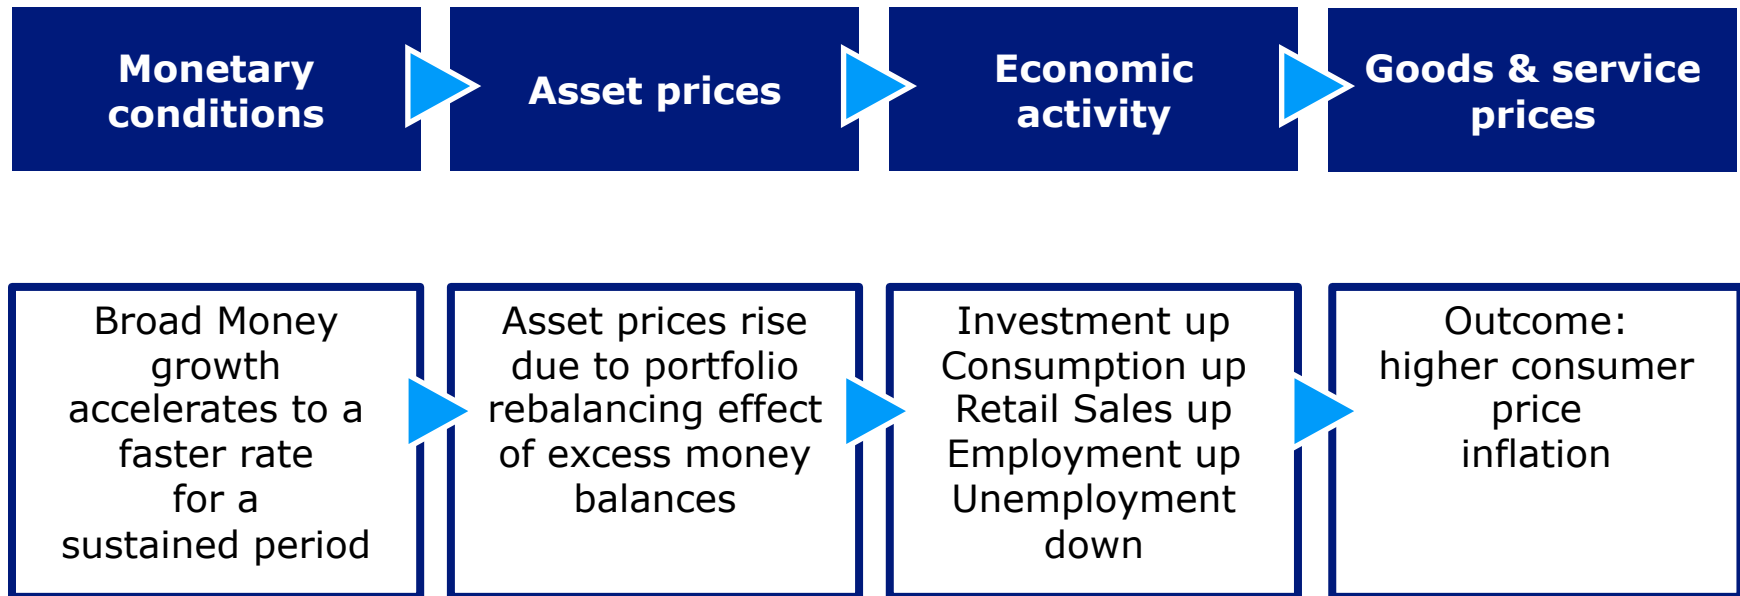 Monetary
conditions
Asset prices
Economic
activity
Goods & service
prices
Broad Money
growth
accelerates to a
faster rate
for a
sustained period
Asset prices rise
due to portfolio
rebalancing effect
of excess money
balances
Investment up
Consumption up
Retail Sales up
Employment up
Unemployment
down
Outcome:
higher consumer
price
inflation